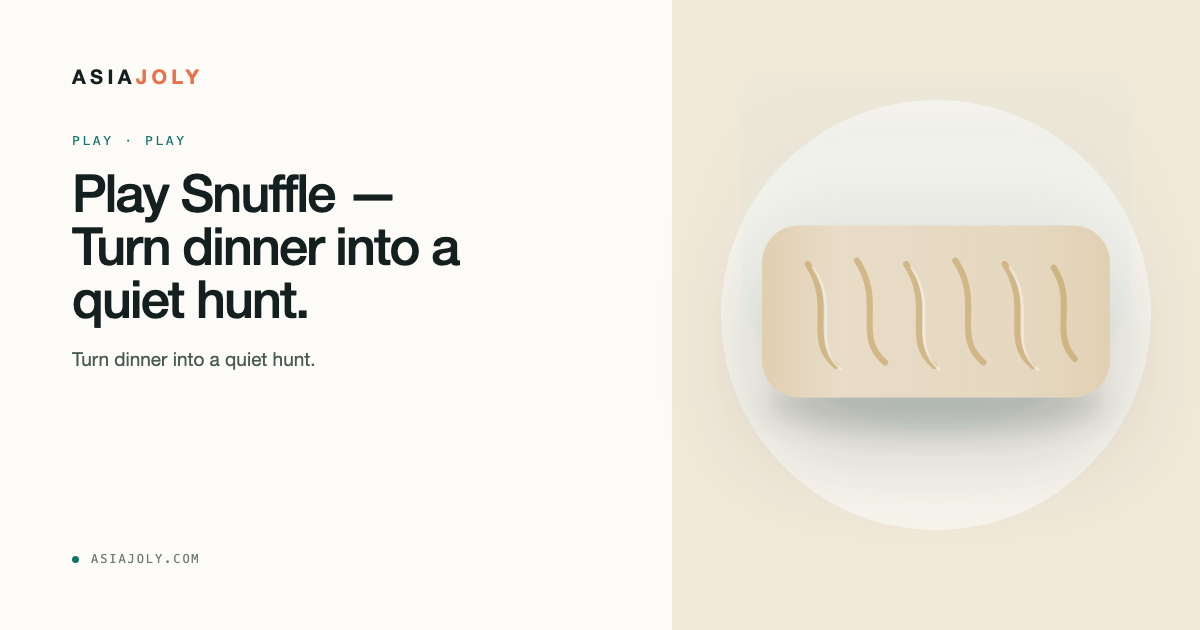 ASIAJOLY
PLAY · PLAY
Play Snuffle —
Turn dinner into a
quiet hunt.
Turn dinner into a quiet hunt.
ASIAJOLY.COM